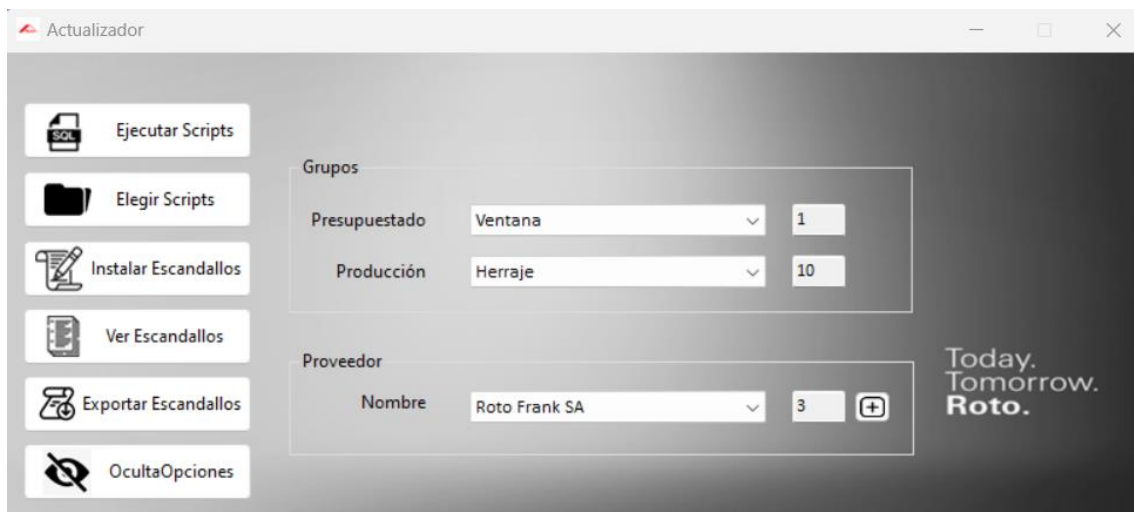 Actualizador
SQL
Ejecutar Scripts
Elegir Scripts
Instalar Escandallos
Ver Escandallos
Exportar Escandallos
OcultaOpciones
Grupos
Presupuestado Ventana 1
Producción Herraje 10
Proveedor
Nombre Roto Frank SA 3
Today.
Tomorrow.
Roto.